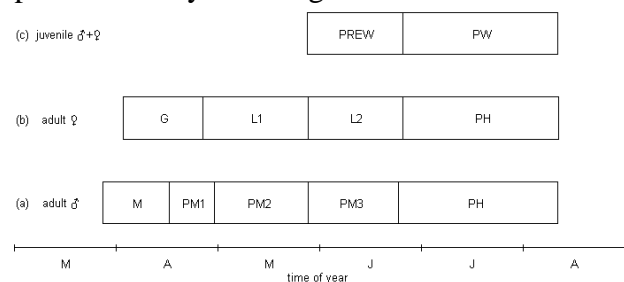 (c) juvenile ♂+♀ PREW PW
(b) adult ♀ G L1 L2 PH
(a) adult ♂ M PM1 PM2 PM3 PH
M A M J J A
time of year